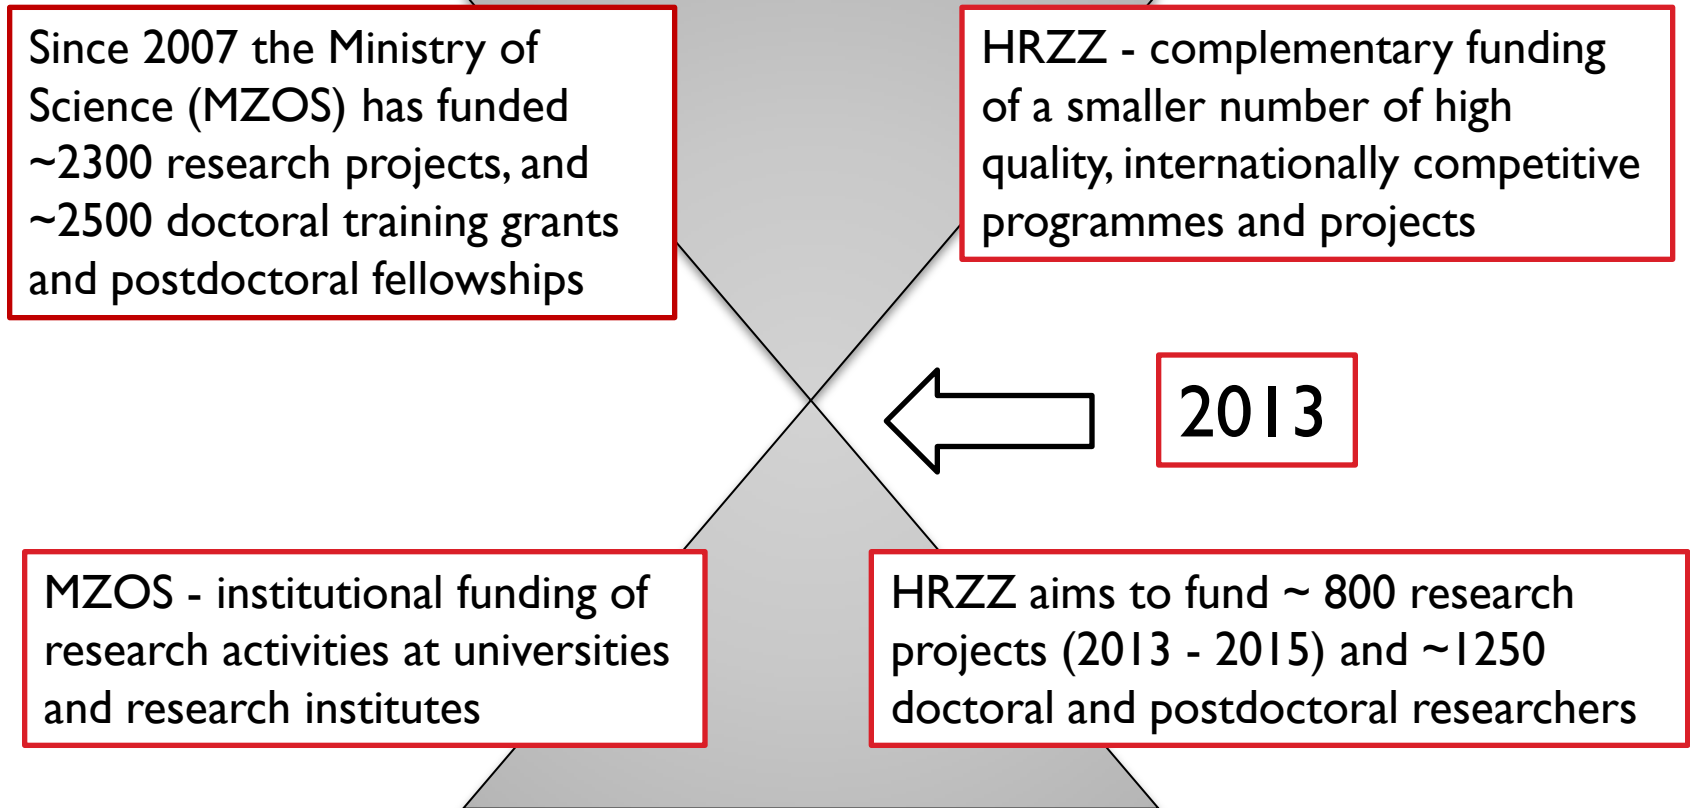 Since 2007 the Ministry of
Science (MZOS) has funded
~2300 research projects, and
~2500 doctoral training grants
and postdoctoral fellowships
HRZZ - complementary funding
of a smaller number of high
quality, internationally competitive
programmes and projects
2013
MZOS - institutional funding of
research activities at universities
and research institutes
HRZZ aims to fund ~ 800 research
projects (2013 - 2015) and ~1250
doctoral and postdoctoral researchers